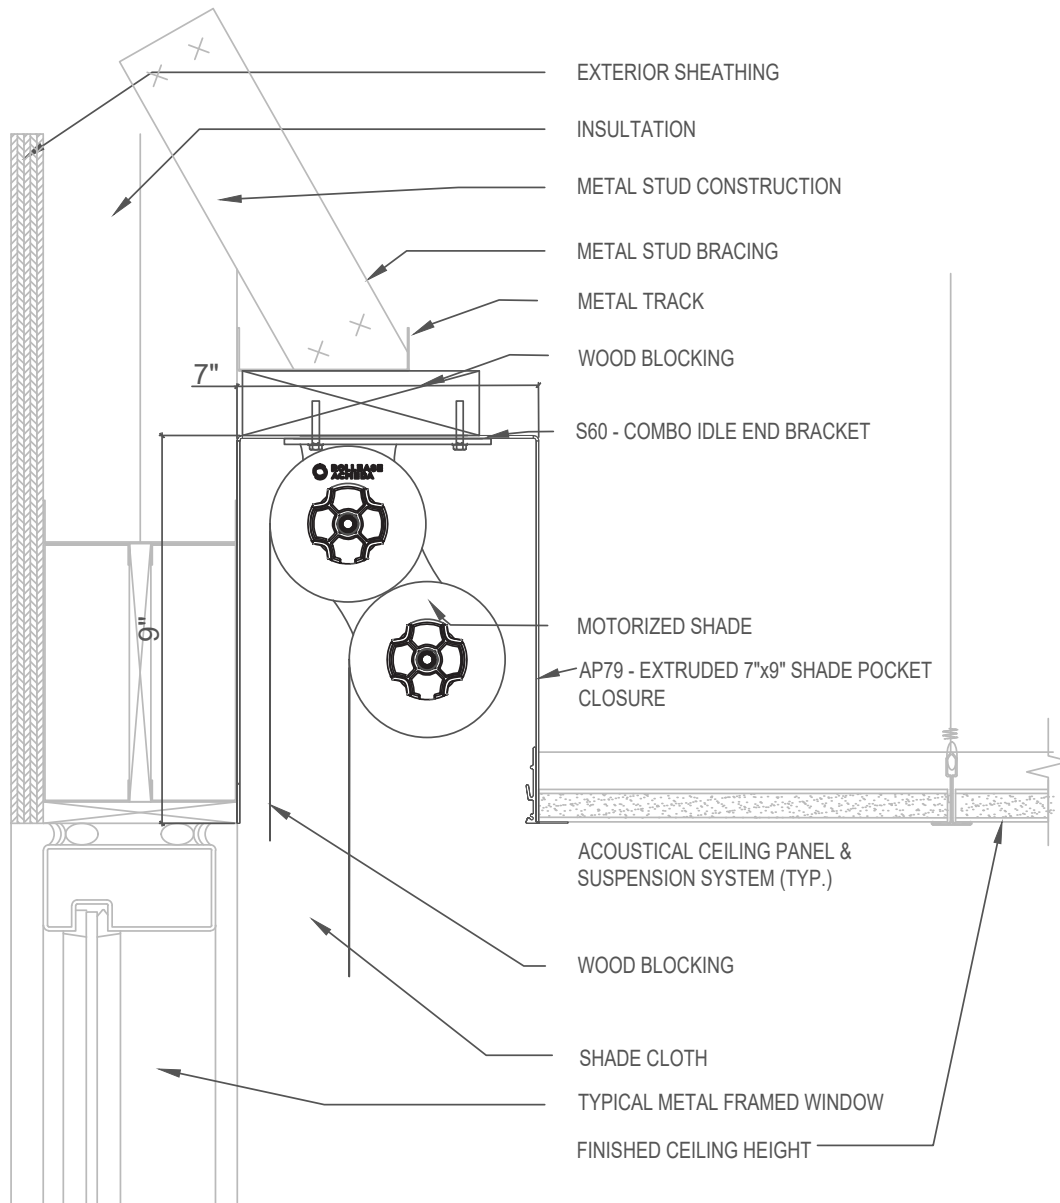 EXTERIOR SHEATHING
INSULTATION
METAL STUD CONSTRUCTION
METAL STUD BRACING
METAL TRACK
WOOD BLOCKING
7"
S60 - COMBO IDLE END BRACKET
ROLLEASE
ACMEDA
9"
MOTORIZED SHADE
AP79 - EXTRUDED 7"x9" SHADE POCKET
CLOSURE
ACOUSTICAL CEILING PANEL &
SUSPENSION SYSTEM (TYP.)
WOOD BLOCKING
SHADE CLOTH
TYPICAL METAL FRAMED WINDOW
FINISHED CEILING HEIGHT